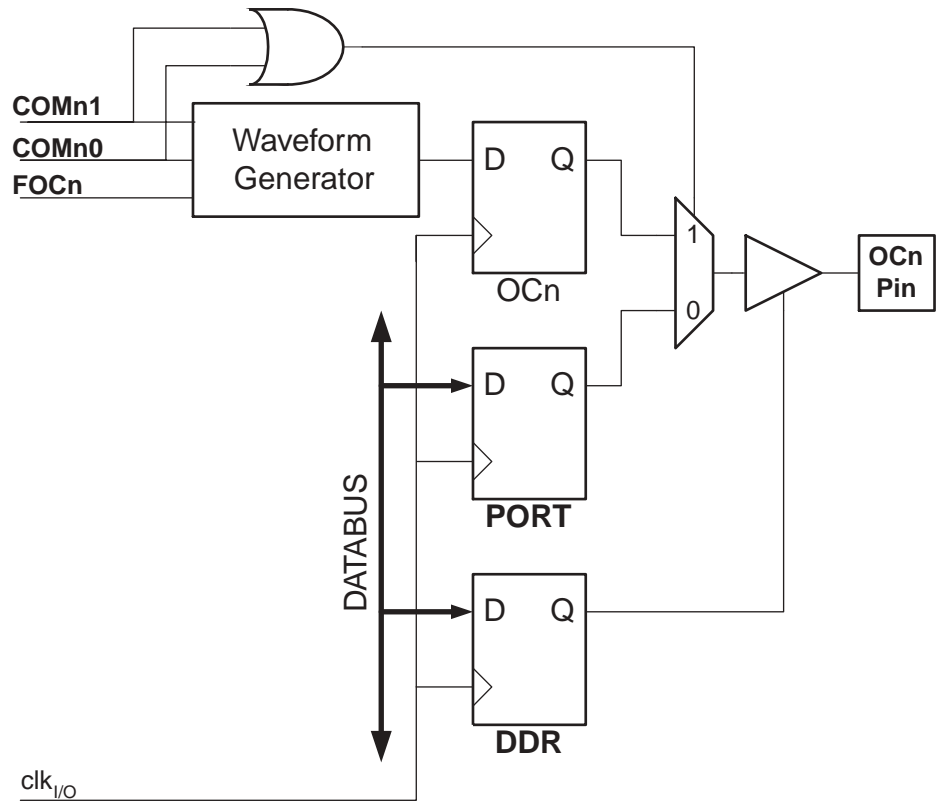 COMn1
COMn0
FOCn
Waveform
Generator
D Q
OCn
1
0
OCn
Pin
D Q
PORT
DATABUS
D Q
DDR
clkI/O